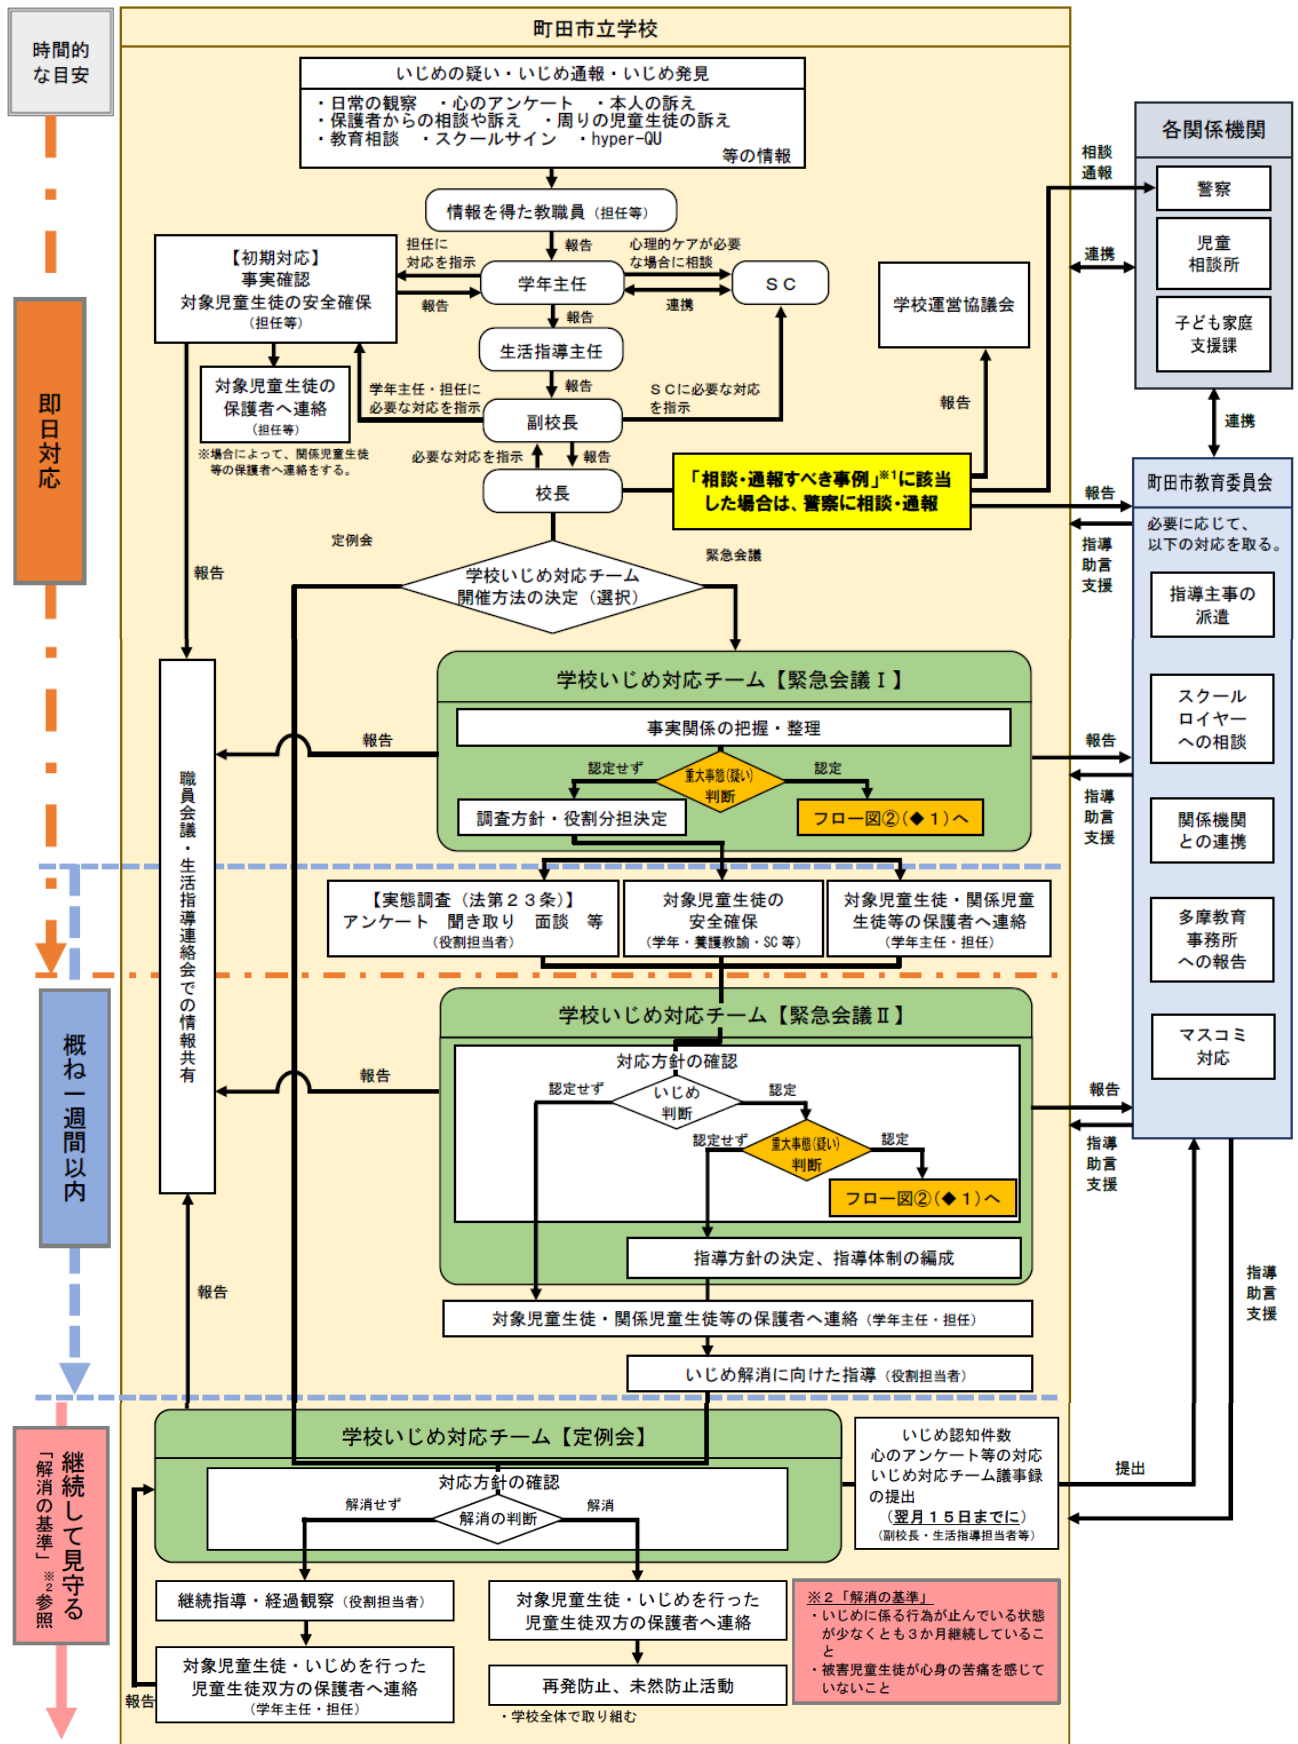 時間的
な目安
町田市立学校
いじめの疑い・いじめ通報・いじめ発見
・日常の観察　・心のアンケート　・本人の訴え
・保護者からの相談や訴え　・周りの児童生徒の訴え
・教育相談　・スクールサイン　・hyper-QU
等の情報
情報を得た教職員（担任等）
報告
担任に
対応を指示
心理的ケアが必要
な場合に相談
【初期対応】
事実確認
対象児童生徒の安全確保
（担任等）
学年主任
ＳＣ
報告
連携
報告
生活指導主任
報告
対象児童生徒の
保護者へ連絡
（担任等）
※場合によって、関係児童生徒
等の保護者へ連絡をする。
学年主任・担任に
必要な対応を指示
副校長
ＳＣに必要な対応
を指示
必要な対応を指示
報告
校長
「相談・通報すべき事例」※1に該当
した場合は、警察に相談・通報
学校運営協議会
報告
相談
通報
連携
各関係機関
警察
児童
相談所
子ども家庭
支援課
連携
町田市教育委員会
必要に応じて、
以下の対応を取る。
指導主事の
派遣
スクール
ロイヤー
への相談
関係機関
との連携
多摩教育
事務所
への報告
マスコミ
対応
報告
指導
助言
支援
即日対応
定例会
緊急会議
学校いじめ対応チーム
開催方法の決定（選択）
報告
学校いじめ対応チーム【緊急会議Ⅰ】
事実関係の把握・整理
報告
認定せず
重大事態(疑い)
判断
認定
調査方針・役割分担決定
フロー図②(◆１)へ
報告
指導
助言
支援
職員会議・生活指導連絡会での情報共有
【実態調査（法第２３条）】
アンケート　聞き取り　面談　等
（役割担当者）
対象児童生徒の
安全確保
（学年・養護教諭・SC 等）
対象児童生徒・関係児童
生徒等の保護者へ連絡
（学年主任・担任）
概ね一週間以内
学校いじめ対応チーム【緊急会議Ⅱ】
対応方針の確認
報告
認定せず
いじめ
判断
認定
認定せず
重大事態(疑い)
判断
認定
フロー図②(◆１)へ
指導方針の決定、指導体制の編成
報告
指導
助言
支援
対象児童生徒・関係児童生徒等の保護者へ連絡（学年主任・担任）
いじめ解消に向けた指導（役割担当者）
報告
指導
助言
支援
継続して見守る
「解消の基準」※２参照
学校いじめ対応チーム【定例会】
対応方針の確認
解消せず
解消の判断
解消
いじめ認知件数
心のアンケート等の対応
いじめ対応チーム議事録
の提出
（翌月１５日までに）
（副校長・生活指導担当者等）
提出
継続指導・経過観察（役割担当者）
対象児童生徒・いじめを行った
児童生徒双方の保護者へ連絡
（学年主任・担任）
報告
対象児童生徒・いじめを行った
児童生徒双方の保護者へ連絡
再発防止、未然防止活動
・学校全体で取り組む
※２「解消の基準」
・いじめに係る行為が止んでいる状態
が少なくとも３か月継続しているこ
と
・被害児童生徒が心身の苦痛を感じて
いないこと